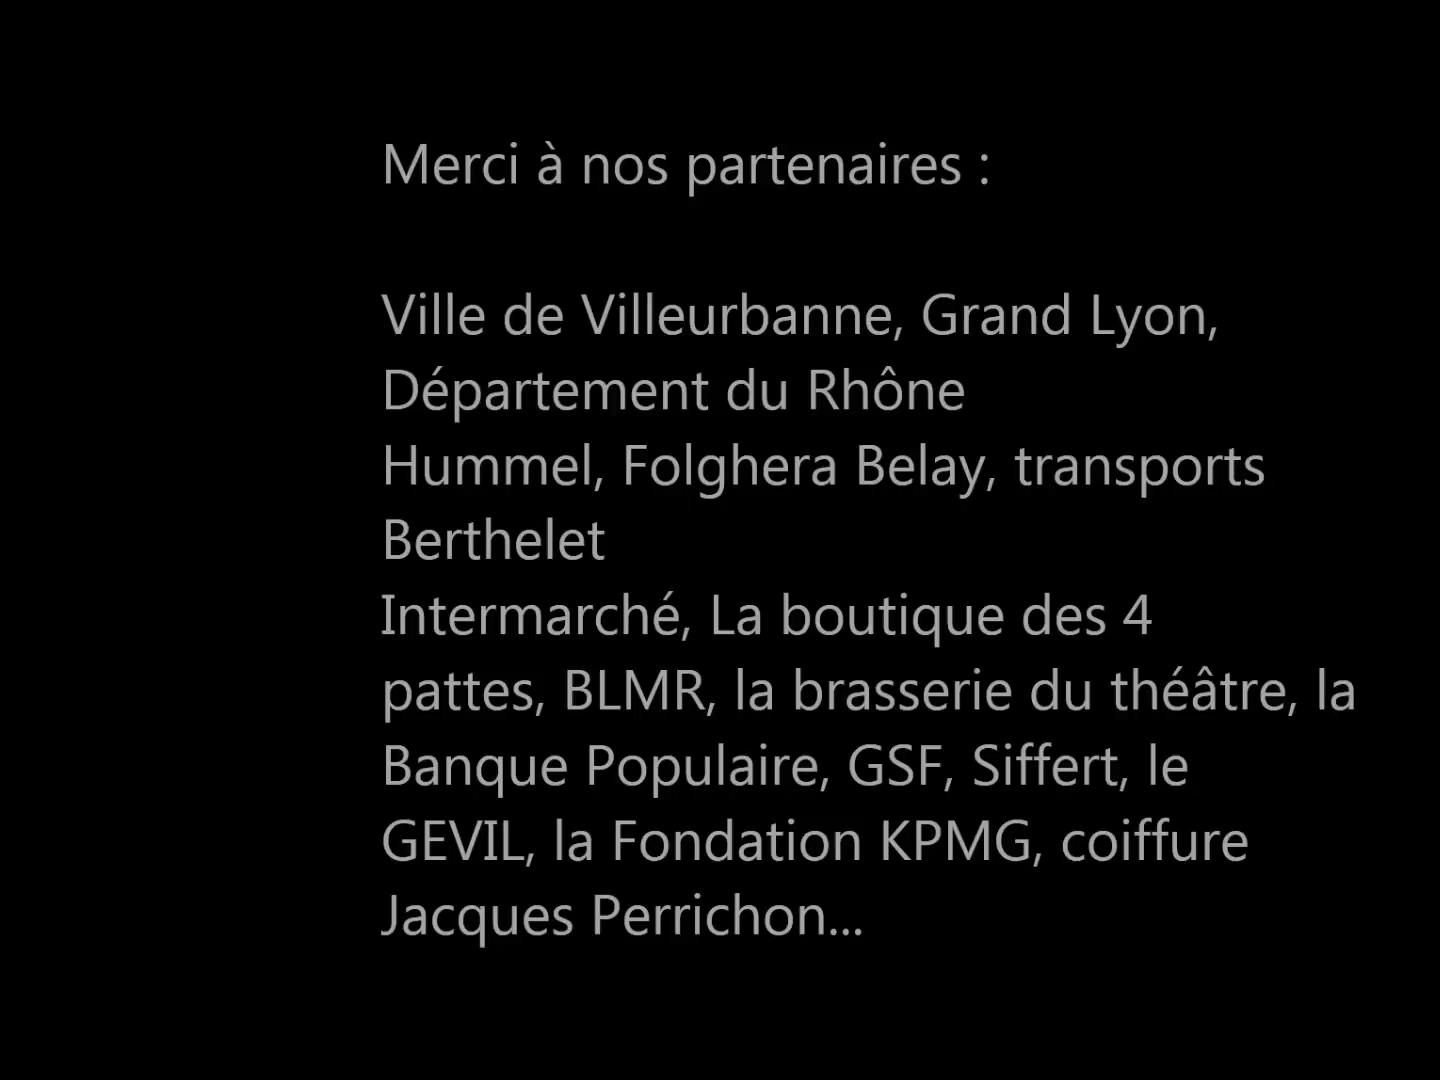 Merci à nos partenaires :
Ville de Villeurbanne, Grand Lyon,
Département du Rhône
Hummel, Folghera Belay, transports
Berthelet
Intermarché, La boutique des 4
pattes, BLMR, la brasserie du théâtre, la
Banque Populaire, GSF, Siffert, le
GEVIL, la Fondation KPMG, coiffure
Jacques Perrichon...